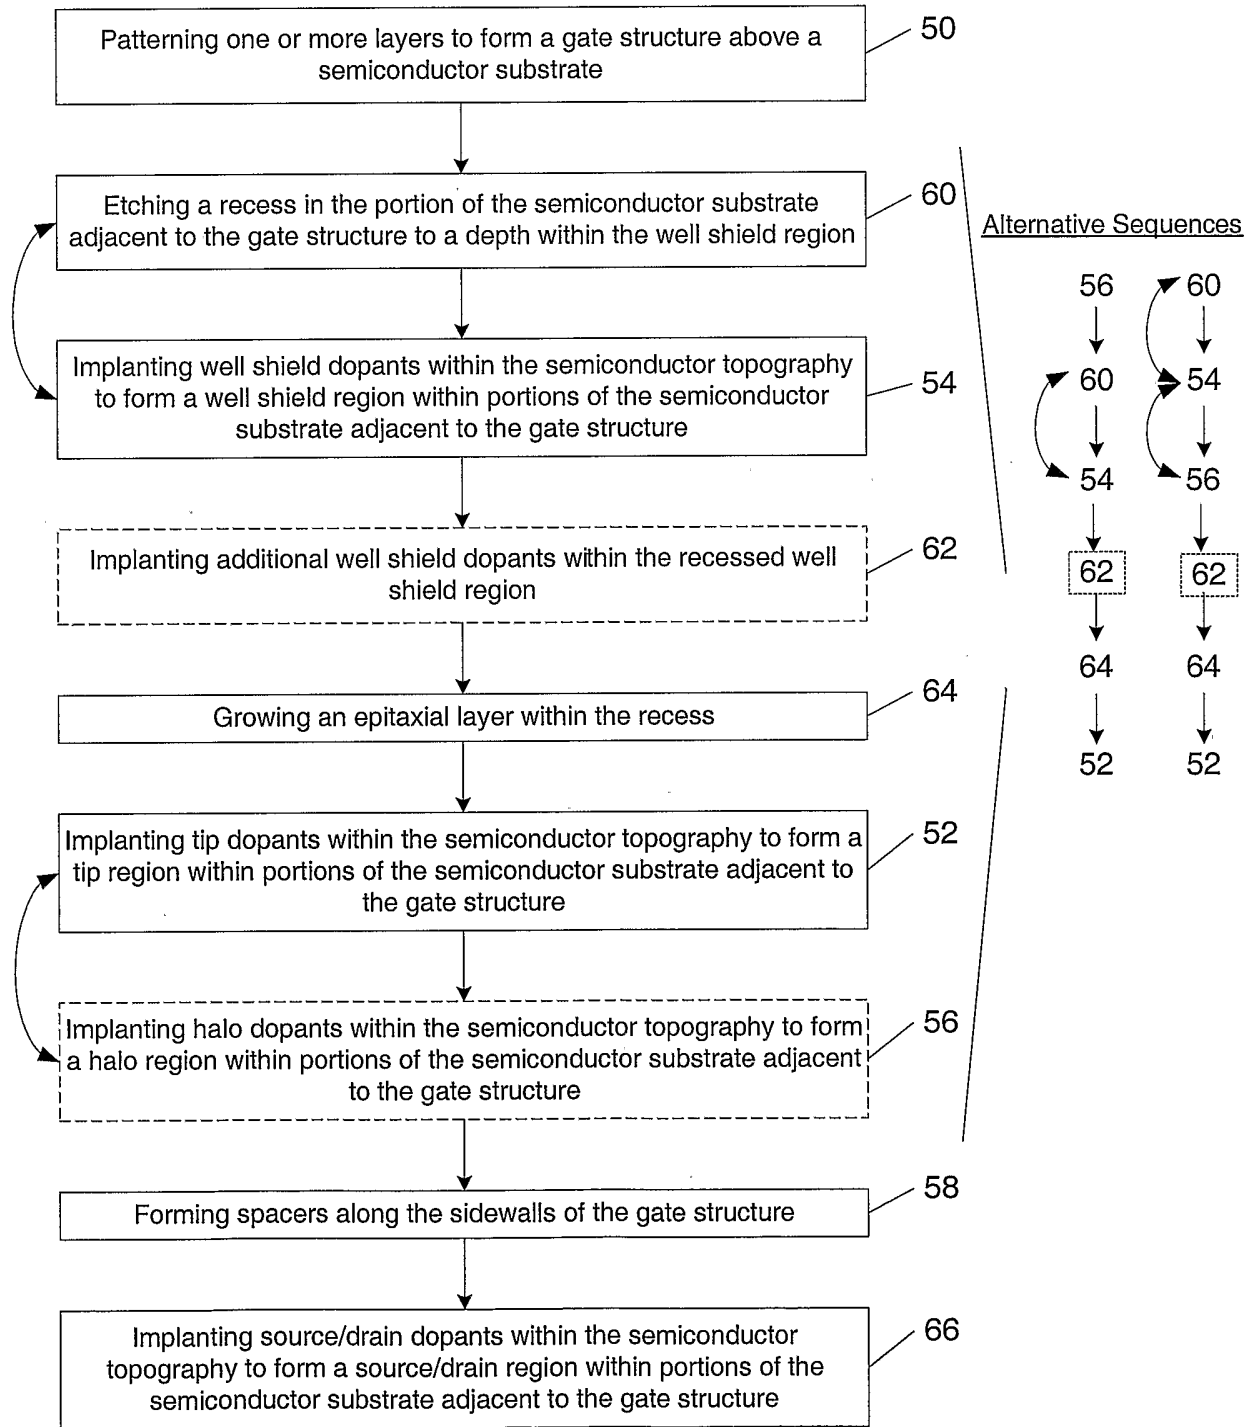 Patterning one or more layers to form a gate structure above a
semiconductor substrate
50
Etching a recess in the portion of the semiconductor substrate
adjacent to the gate structure to a depth within the well shield region
60
Implanting well shield dopants within the semiconductor topography
to form a well shield region within portions of the semiconductor
substrate adjacent to the gate structure
54
Implanting additional well shield dopants within the recessed well
shield region
62
Growing an epitaxial layer within the recess
64
Implanting tip dopants within the semiconductor topography to form a
tip region within portions of the semiconductor substrate adjacent to
the gate structure
52
Implanting halo dopants within the semiconductor topography to form
a halo region within portions of the semiconductor substrate adjacent
to the gate structure
56
Forming spacers along the sidewalls of the gate structure
58
Implanting source/drain dopants within the semiconductor
topography to form a source/drain region within portions of the
semiconductor substrate adjacent to the gate structure
66
Alternative Sequences
56
60
54
62
64
52
60
54
56
62
64
52